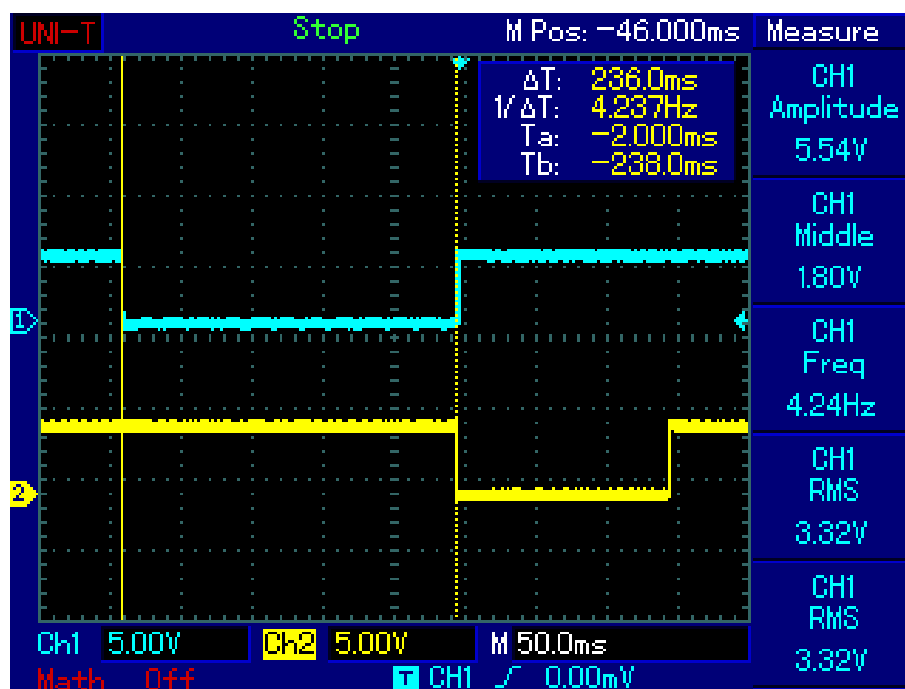 UNI-T Stop M Pos: -46.000ms Measure
ΔT: 236.0ms
1/ΔT: 4.237Hz
Ta: -2.000ms
Tb: -238.0ms
CH1
Amplitude
5.54V
CH1
Middle
1.80V
CH1
Freq
4.24Hz
CH1
RMS
3.32V
CH1
RMS
3.32V
1
2
Ch1 5.00V Ch2 5.00V M 50.0ms
Math Off T CH1 0.00mV